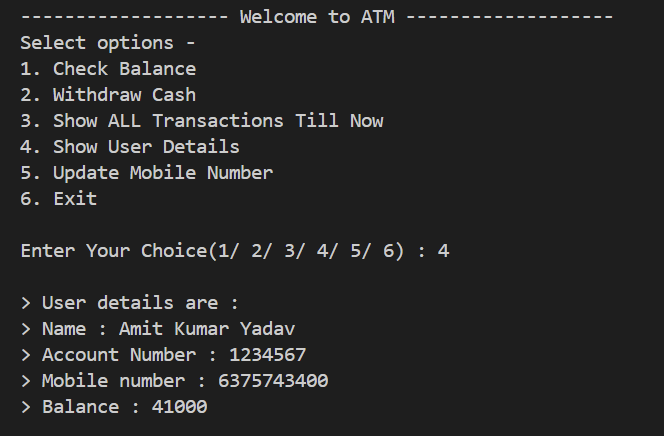 ------------------- Welcome to ATM -------------------
Select options -
1. Check Balance
2. Withdraw Cash
3. Show ALL Transactions Till Now
4. Show User Details
5. Update Mobile Number
6. Exit
Enter Your Choice(1/ 2/ 3/ 4/ 5/ 6) : 4
> User details are :
> Name : Amit Kumar Yadav
> Account Number : 1234567
> Mobile number : 6375743400
> Balance : 41000